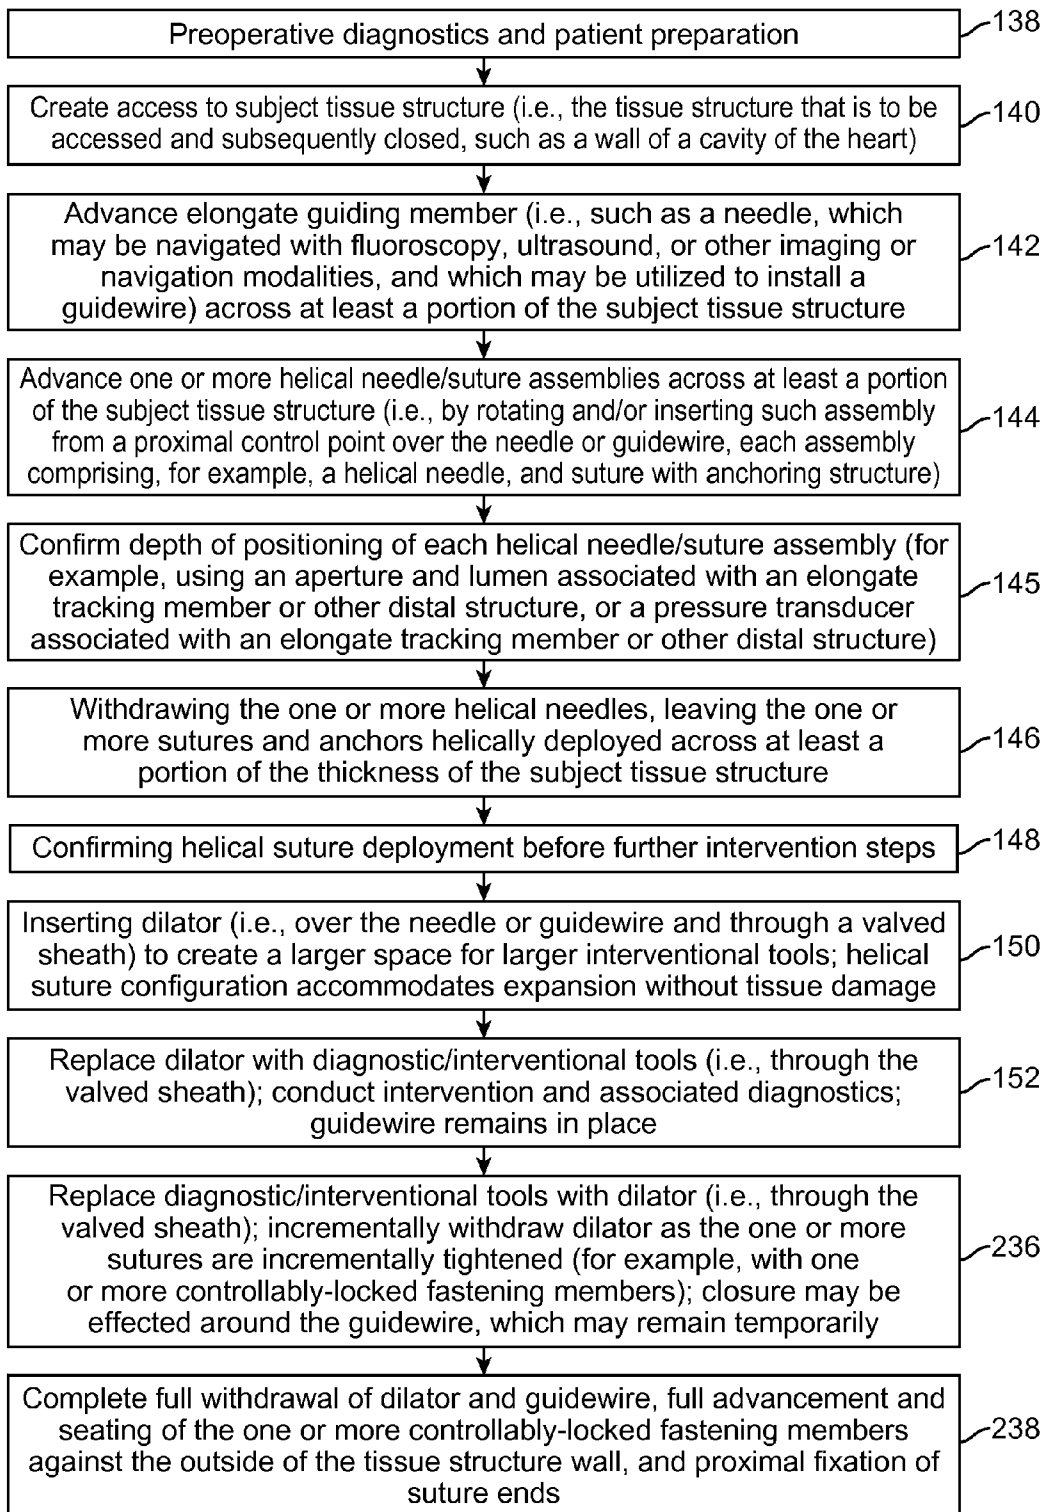 Preoperative diagnostics and patient preparation
138
Create access to subject tissue structure (i.e., the tissue structure that is to be
accessed and subsequently closed, such as a wall of a cavity of the heart)
140
Advance elongate guiding member (i.e., such as a needle, which
may be navigated with fluoroscopy, ultrasound, or other imaging or
navigation modalities, and which may be utilized to install a
guidewire) across at least a portion of the subject tissue structure
142
Advance one or more helical needle/suture assemblies across at least a portion
of the subject tissue structure (i.e., by rotating and/or inserting such assembly
from a proximal control point over the needle or guidewire, each assembly
comprising, for example, a helical needle, and suture with anchoring structure)
144
Confirm depth of positioning of each helical needle/suture assembly (for
example, using an aperture and lumen associated with an elongate
tracking member or other distal structure, or a pressure transducer
associated with an elongate tracking member or other distal structure)
145
Withdrawing the one or more helical needles, leaving the one or
more sutures and anchors helically deployed across at least a
portion of the thickness of the subject tissue structure
146
Confirming helical suture deployment before further intervention steps
148
Inserting dilator (i.e., over the needle or guidewire and through a valved
sheath) to create a larger space for larger interventional tools; helical
suture configuration accommodates expansion without tissue damage
150
Replace dilator with diagnostic/interventional tools (i.e., through the
valved sheath); conduct intervention and associated diagnostics;
guidewire remains in place
152
Replace diagnostic/interventional tools with dilator (i.e., through the
valved sheath); incrementally withdraw dilator as the one or more
sutures are incrementally tightened (for example, with one
or more controllably-locked fastening members); closure may be
effected around the guidewire, which may remain temporarily
236
Complete full withdrawal of dilator and guidewire, full advancement and
seating of the one or more controllably-locked fastening members
against the outside of the tissue structure wall, and proximal fixation of
suture ends
238